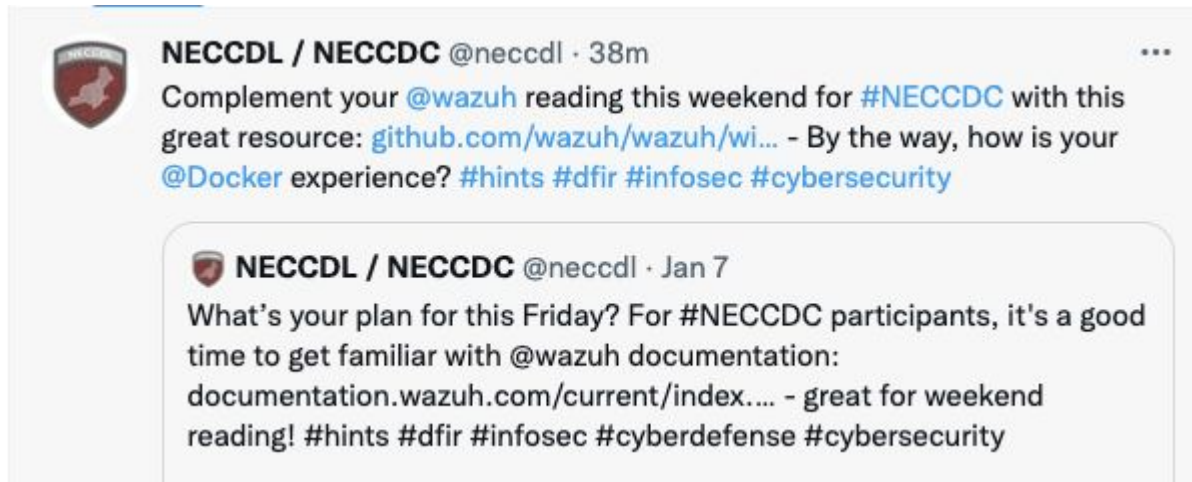 NECCDL / NECCDC @neccdl · 38m
Complement your @wazuh reading this weekend for #NECCDC with this
great resource: github.com/wazuh/wazuh/wi... - By the way, how is your
@Docker experience? #hints #dfir #infosec #cybersecurity
NECCDL / NECCDC @neccdl · Jan 7
What’s your plan for this Friday? For #NECCDC participants, it's a good
time to get familiar with @wazuh documentation:
documentation.wazuh.com/current/index.... - great for weekend
reading! #hints #dfir #infosec #cyberdefense #cybersecurity